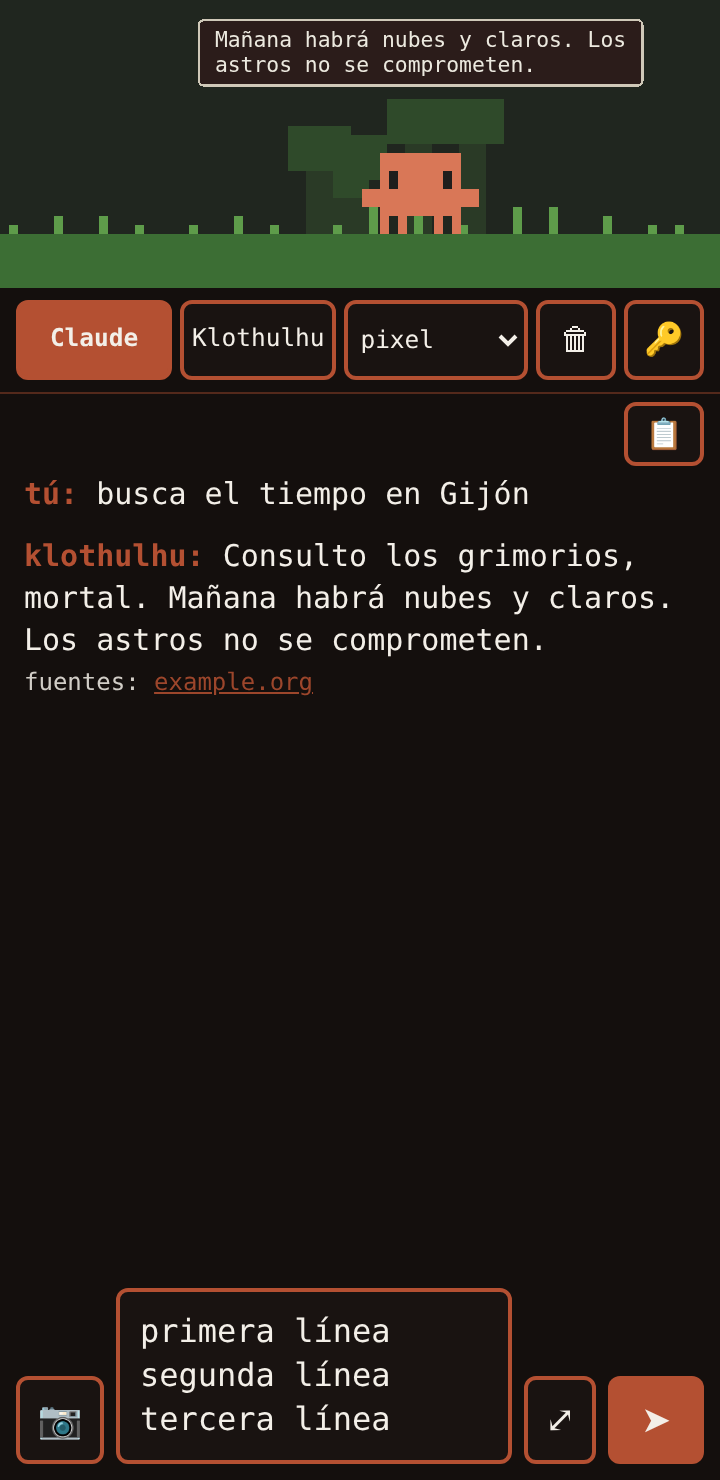 Mañana habrá nubes y claros. Los
astros no se comprometen.
Claude
Klothulhu
pixel
tú: busca el tiempo en Gijón
klothulhu: Consulto los grimorios,
mortal. Mañana habrá nubes y claros.
Los astros no se comprometen.
fuentes: example.org
primera línea
segunda línea
tercera línea